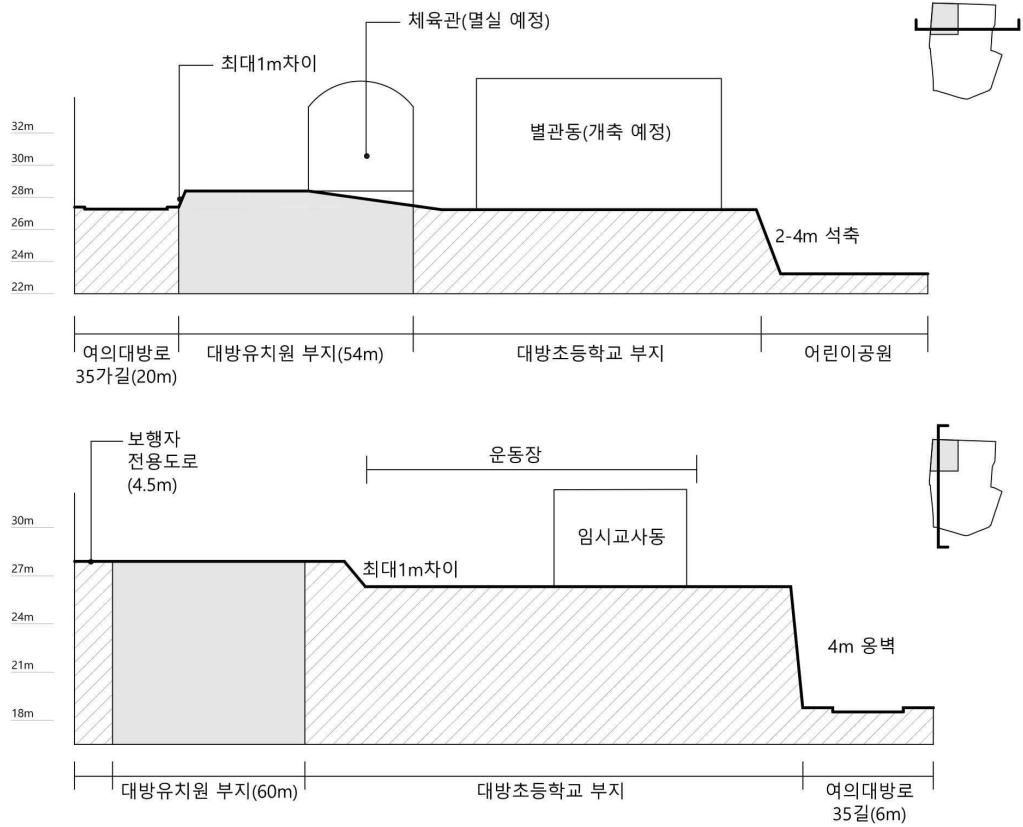 체육관(멸실 예정)
최대1m차이
별관동(개축 예정)
32m
30m
28m
26m
24m
22m
2-4m 석축
여의대방로
35가길(20m)
대방유치원 부지(54m)
대방초등학교 부지
어린이공원
보행자
전용도로
(4.5m)
운동장
임시교사동
최대1m차이
30m
27m
24m
21m
18m
4m 옹벽
대방유치원 부지(60m)
대방초등학교 부지
여의대방로
35길(6m)